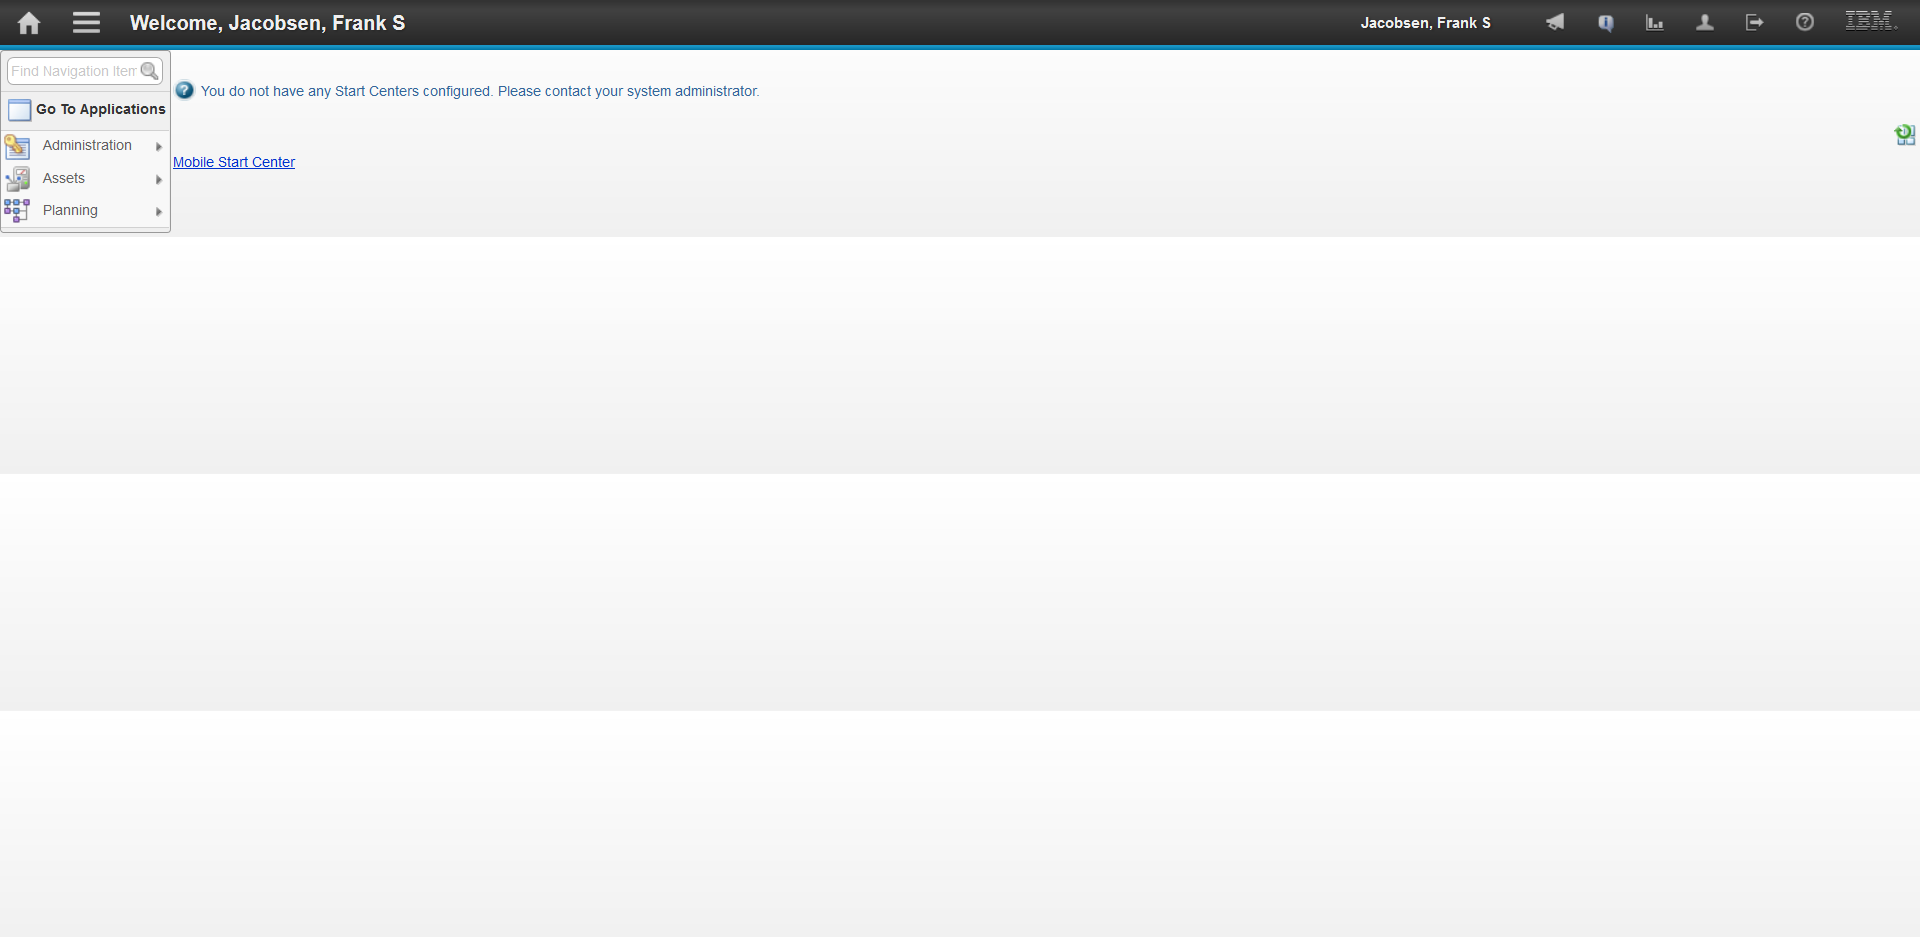 Welcome, Jacobsen, Frank S
Jacobsen, Frank S
IBM.
Find Navigation Item
Go To Applications
Administration
Assets
Planning
You do not have any Start Centers configured. Please contact your system administrator.
Mobile Start Center